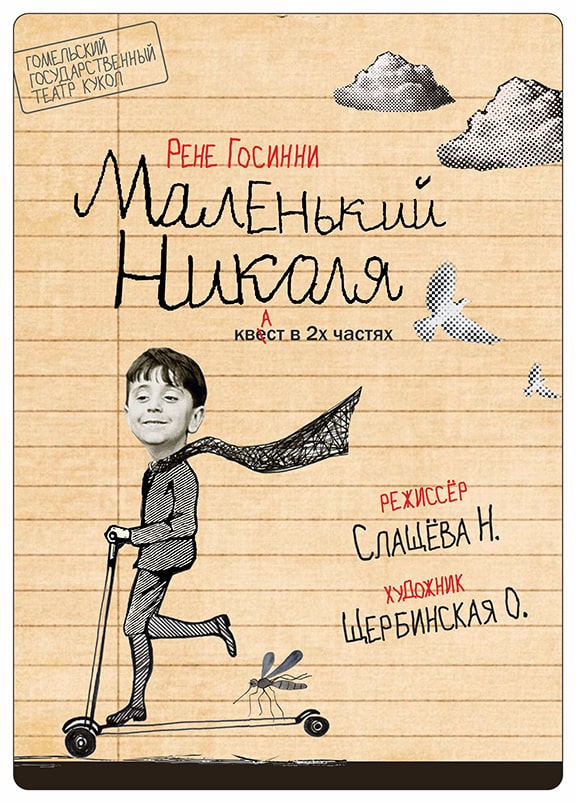 ГОМЕЛЬСКИЙ
ГОСУДАРСТВЕННЫЙ
ТЕАТР КУКОЛ
РЕНЕ ГОСИННИ
МАЛЕНЬКИЙ
НИКОЛЯ
А
квест в 2х частях
РЕЖИССЁР
СЛАЩЁВА Н.
ХУДОЖНИК
ЩЕРБИНСКАЯ О.